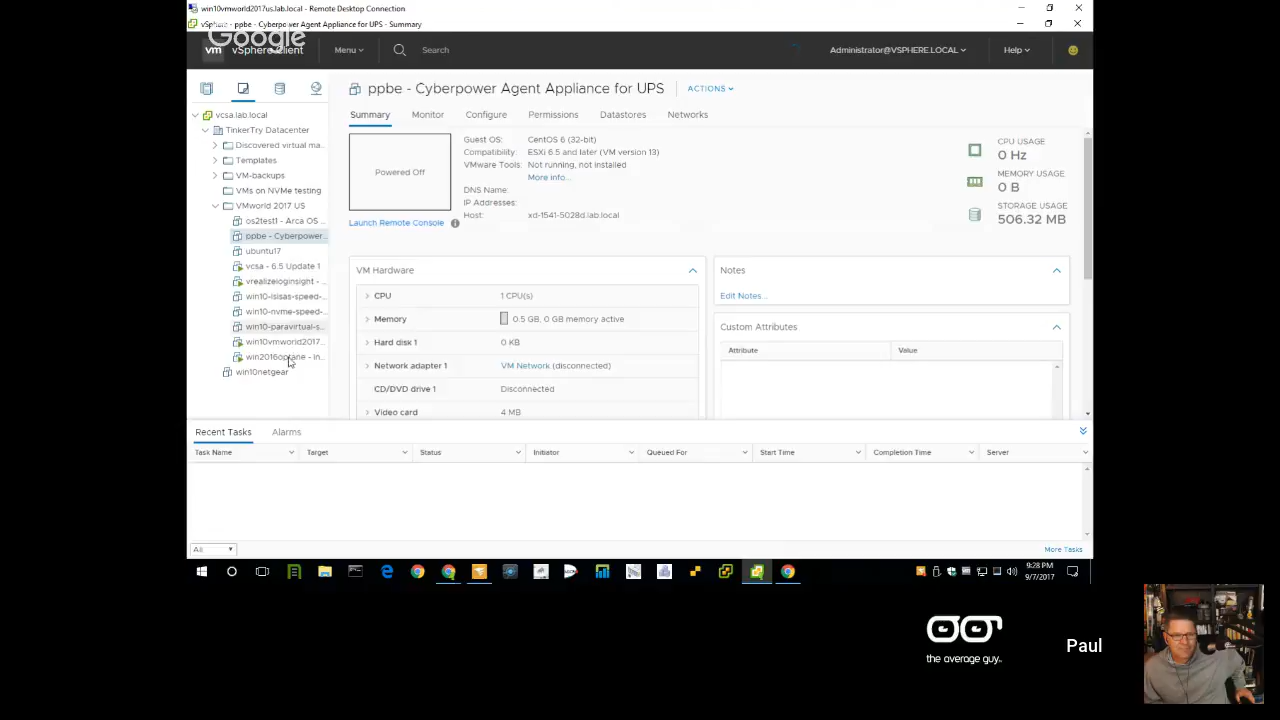 win10vmworld2017us.lab.local - Remote Desktop Connection
vSphere - ppbe - Cyberpower Agent Appliance for UPS - Summary
Google
vm vSphere Client Menu Search Administrator@VSPHERE.LOCAL Help
ppbe - Cyberpower Agent Appliance for UPS ACTIONS
Summary Monitor Configure Permissions Datastores Networks
vcsa.lab.local
TinkerTry Datacenter
Discovered virtual ma...
Templates
VM-backups
VMs on NVMe testing
VMworld 2017 US
os2test1 - Arca OS ...
ppbe - Cyberpower...
ubuntu17
vcsa - 6.5 Update 1
vrealizeloginsight - ...
win10-lsisas-speed-...
win10-nvme-speed-...
win10-paravirtual-s...
win10vmworld2017...
win2016optane - in...
win10netgear
Powered Off
Launch Remote Console
Guest OS: CentOS 6 (32-bit)
Compatibility: ESXi 6.5 and later (VM version 13)
VMware Tools: Not running, not installed
More info...
DNS Name:
IP Addresses:
Host: xd-1541-5028d.lab.local
CPU USAGE
0 Hz
MEMORY USAGE
0 B
STORAGE USAGE
506.32 MB
VM Hardware
CPU 1 CPU(s)
Memory 0.5 GB, 0 GB memory active
Hard disk 1 0 KB
Network adapter 1 VM Network (disconnected)
CD/DVD drive 1 Disconnected
Video card 4 MB
Notes
Edit Notes...
Custom Attributes
Attribute Value
Recent Tasks Alarms
Task Name Target Status Initiator Queued For Start Time Completion Time Server
All
More Tasks
9:28 PM
9/7/2017
the average guy
Paul